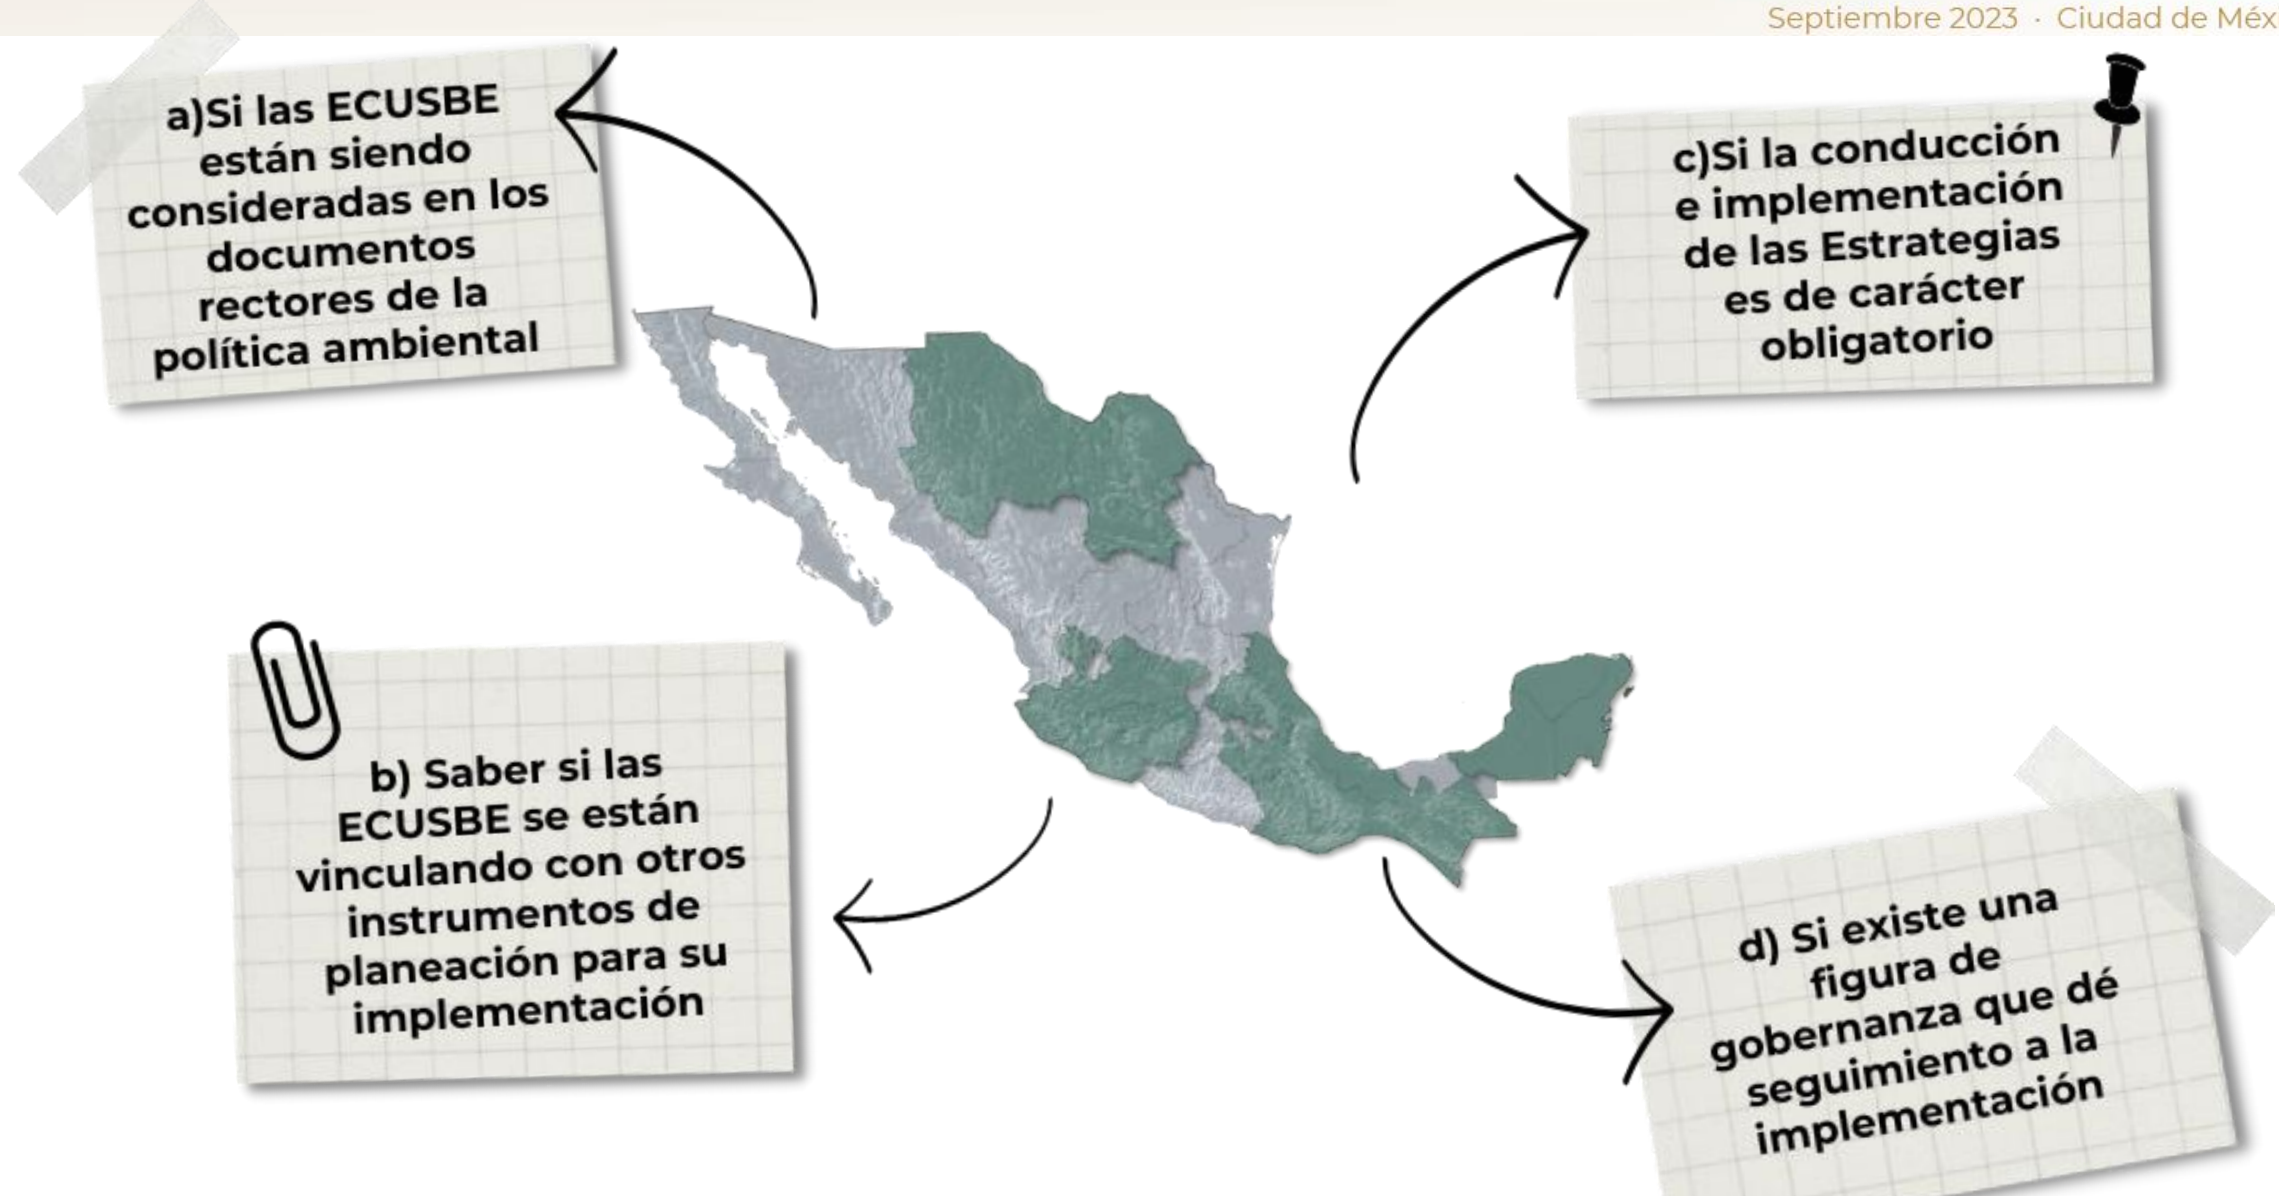 Septiembre 2023 · Ciudad de Méx
a)Si las ECUSBE
están siendo
consideradas en los
documentos
rectores de la
política ambiental
c)Si la conducción
e implementación
de las Estrategias
es de carácter
obligatorio
b) Saber si las
ECUSBE se están
vinculando con otros
instrumentos de
planeación para su
implementación
d) Si existe una
figura de
gobernanza que dé
seguimiento a la
implementación